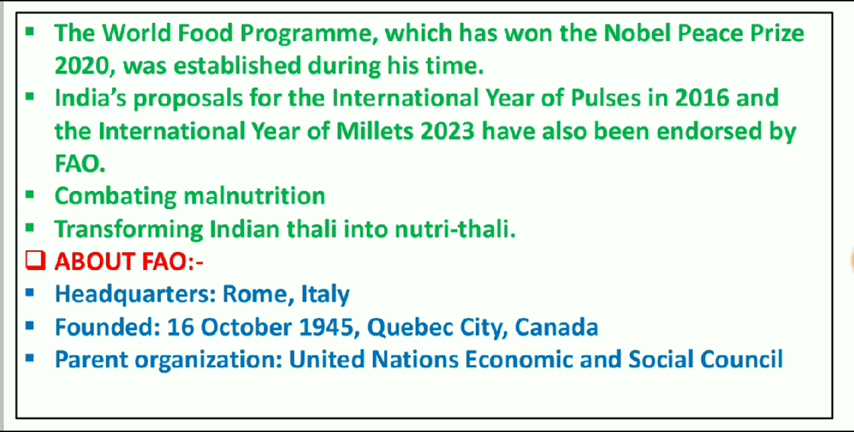 ▪ The World Food Programme, which has won the Nobel Peace Prize
2020, was established during his time.
▪ India's proposals for the International Year of Pulses in 2016 and
the International Year of Millets 2023 have also been endorsed by
FAO.
▪ Combating malnutrition
▪ Transforming Indian thali into nutri-thali.
❑ ABOUT FAO:-
▪ Headquarters: Rome, Italy
▪ Founded: 16 October 1945, Quebec City, Canada
▪ Parent organization: United Nations Economic and Social Council